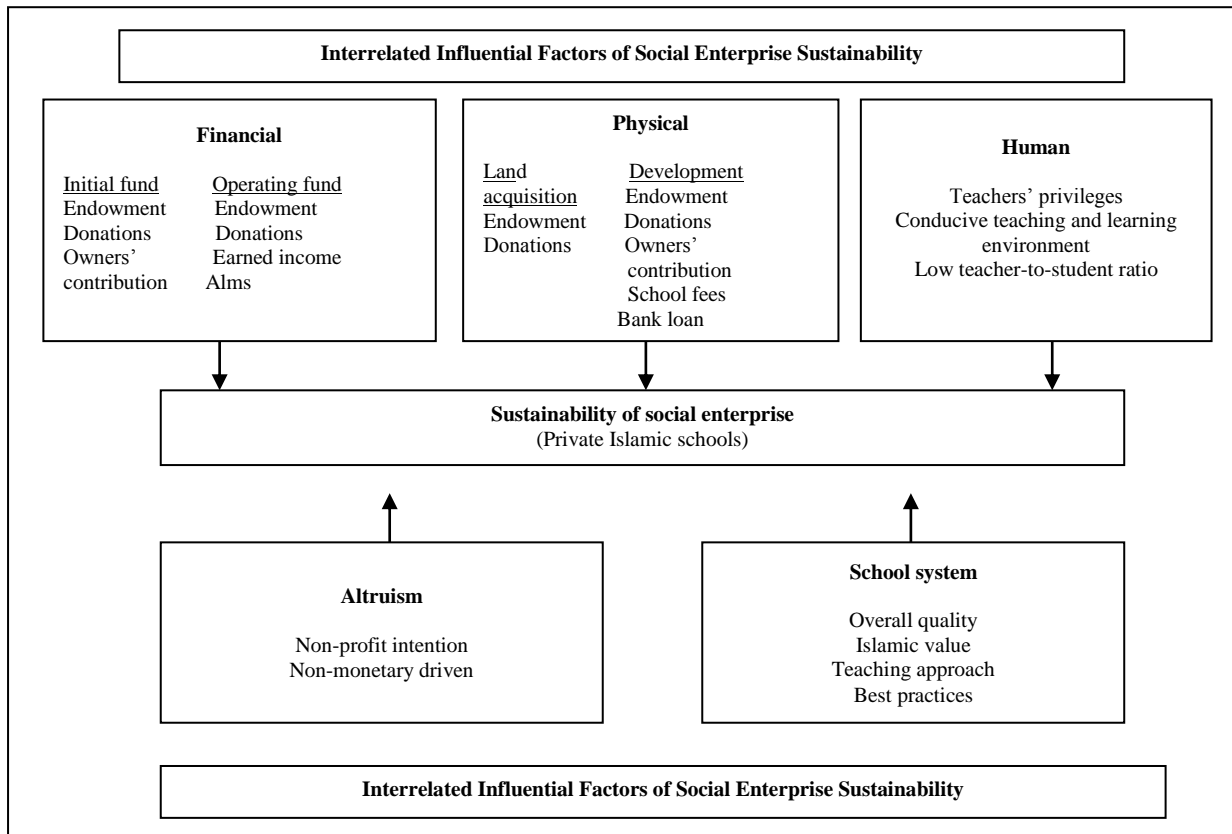 Interrelated Influential Factors of Social Enterprise Sustainability
Financial
Initial fund
Endowment
Donations
Owners’
contribution
Operating fund
Endowment
Donations
Earned income
Alms
Physical
Land
acquisition
Endowment
Donations
Development
Endowment
Donations
Owners’
contribution
School fees
Bank loan
Human
Teachers’ privileges
Conducive teaching and learning
environment
Low teacher-to-student ratio
Sustainability of social enterprise
(Private Islamic schools)
Altruism
Non-profit intention
Non-monetary driven
School system
Overall quality
Islamic value
Teaching approach
Best practices
Interrelated Influential Factors of Social Enterprise Sustainability